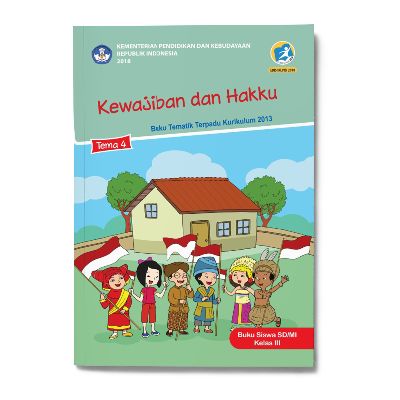 KEMENTERIAN PENDIDIKAN DAN KEBUDAYAAN
REPUBLIK INDONESIA
2018
Kewajiban dan Hakku
Buku Tematik Terpadu Kurikulum 2013
Tema 4
Buku Siswa SD/MI
Kelas III